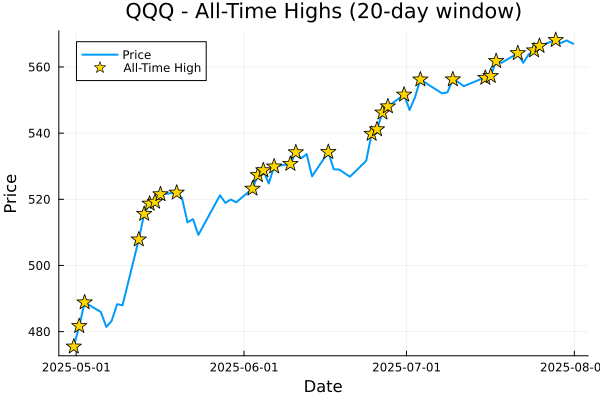 QQQ - All-Time Highs (20-day window)
Price
All-Time High
Price
560
540
520
500
480
2025-05-01
2025-06-01
2025-07-01
2025-08-0
Date